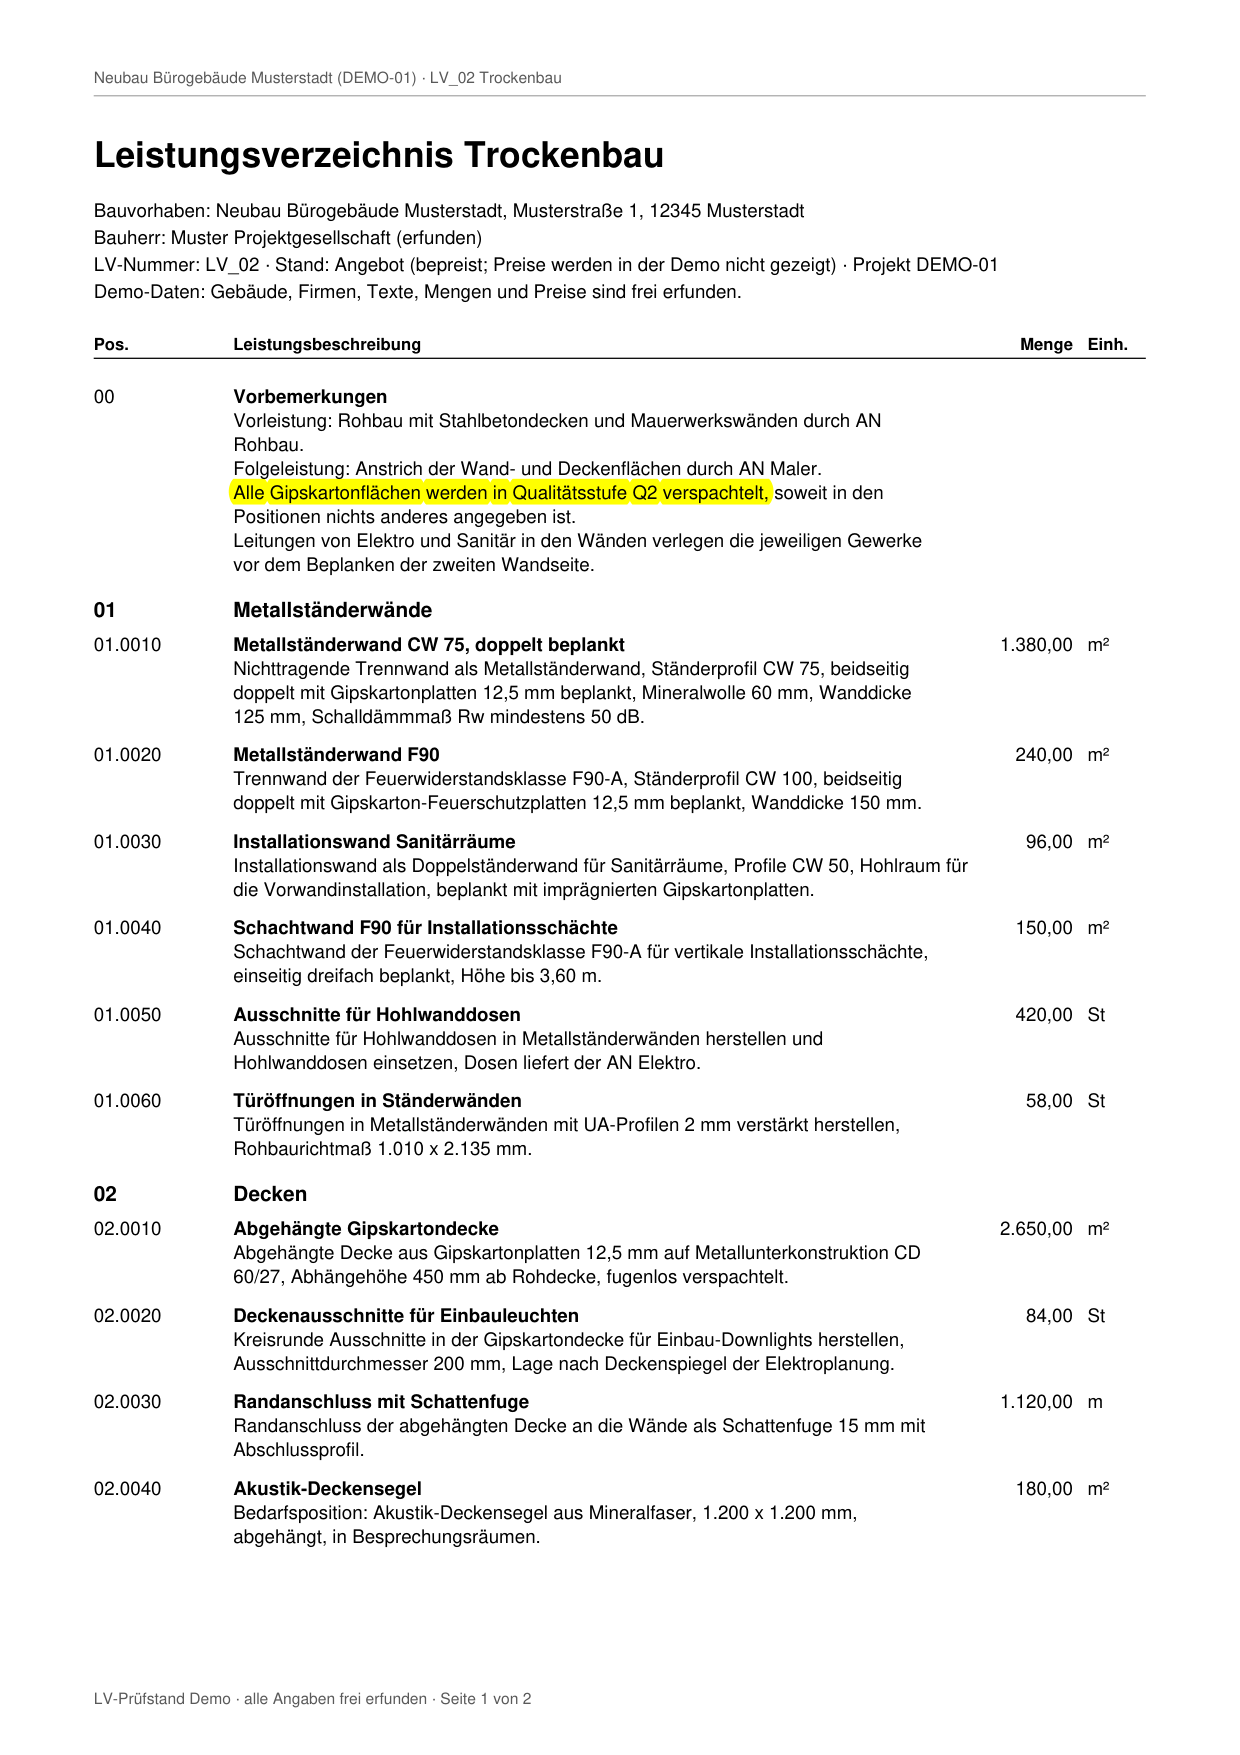 Neubau Bürogebäude Musterstadt (DEMO-01) · LV_02 Trockenbau
Leistungsverzeichnis Trockenbau
Bauvorhaben: Neubau Bürogebäude Musterstadt, Musterstraße 1, 12345 Musterstadt
Bauherr: Muster Projektgesellschaft (erfunden)
LV-Nummer: LV_02 · Stand: Angebot (bepreist; Preise werden in der Demo nicht gezeigt) · Projekt DEMO-01
Demo-Daten: Gebäude, Firmen, Texte, Mengen und Preise sind frei erfunden.
Pos. Leistungsbeschreibung Menge Einh.
00 Vorbemerkungen
Vorleistung: Rohbau mit Stahlbetondecken und Mauerwerkswänden durch AN
Rohbau.
Folgeleistung: Anstrich der Wand- und Deckenflächen durch AN Maler.
Alle Gipskartonflächen werden in Qualitätsstufe Q2 verspachtelt, soweit in den
Positionen nichts anderes angegeben ist.
Leitungen von Elektro und Sanitär in den Wänden verlegen die jeweiligen Gewerke
vor dem Beplanken der zweiten Wandseite.
01 Metallständerwände
01.0010 Metallständerwand CW 75, doppelt beplankt 1.380,00 m²
Nichttragende Trennwand als Metallständerwand, Ständerprofil CW 75, beidseitig
doppelt mit Gipskartonplatten 12,5 mm beplankt, Mineralwolle 60 mm, Wanddicke
125 mm, Schalldämmmaß Rw mindestens 50 dB.
01.0020 Metallständerwand F90 240,00 m²
Trennwand der Feuerwiderstandsklasse F90-A, Ständerprofil CW 100, beidseitig
doppelt mit Gipskarton-Feuerschutzplatten 12,5 mm beplankt, Wanddicke 150 mm.
01.0030 Installationswand Sanitärräume 96,00 m²
Installationswand als Doppelständerwand für Sanitärräume, Profile CW 50, Hohlraum für
die Vorwandinstallation, beplankt mit imprägnierten Gipskartonplatten.
01.0040 Schachtwand F90 für Installationsschächte 150,00 m²
Schachtwand der Feuerwiderstandsklasse F90-A für vertikale Installationsschächte,
einseitig dreifach beplankt, Höhe bis 3,60 m.
01.0050 Ausschnitte für Hohlwanddosen 420,00 St
Ausschnitte für Hohlwanddosen in Metallständerwänden herstellen und
Hohlwanddosen einsetzen, Dosen liefert der AN Elektro.
01.0060 Türöffnungen in Ständerwänden 58,00 St
Türöffnungen in Metallständerwänden mit UA-Profilen 2 mm verstärkt herstellen,
Rohbaurichtmaß 1.010 x 2.135 mm.
02 Decken
02.0010 Abgehängte Gipskartondecke 2.650,00 m²
Abgehängte Decke aus Gipskartonplatten 12,5 mm auf Metallunterkonstruktion CD
60/27, Abhängehöhe 450 mm ab Rohdecke, fugenlos verspachtelt.
02.0020 Deckenausschnitte für Einbauleuchten 84,00 St
Kreisrunde Ausschnitte in der Gipskartondecke für Einbau-Downlights herstellen,
Ausschnittdurchmesser 200 mm, Lage nach Deckenspiegel der Elektroplanung.
02.0030 Randanschluss mit Schattenfuge 1.120,00 m
Randanschluss der abgehängten Decke an die Wände als Schattenfuge 15 mm mit
Abschlussprofil.
02.0040 Akustik-Deckensegel 180,00 m²
Bedarfsposition: Akustik-Deckensegel aus Mineralfaser, 1.200 x 1.200 mm,
abgehängt, in Besprechungsräumen.
LV-Prüfstand Demo · alle Angaben frei erfunden · Seite 1 von 2